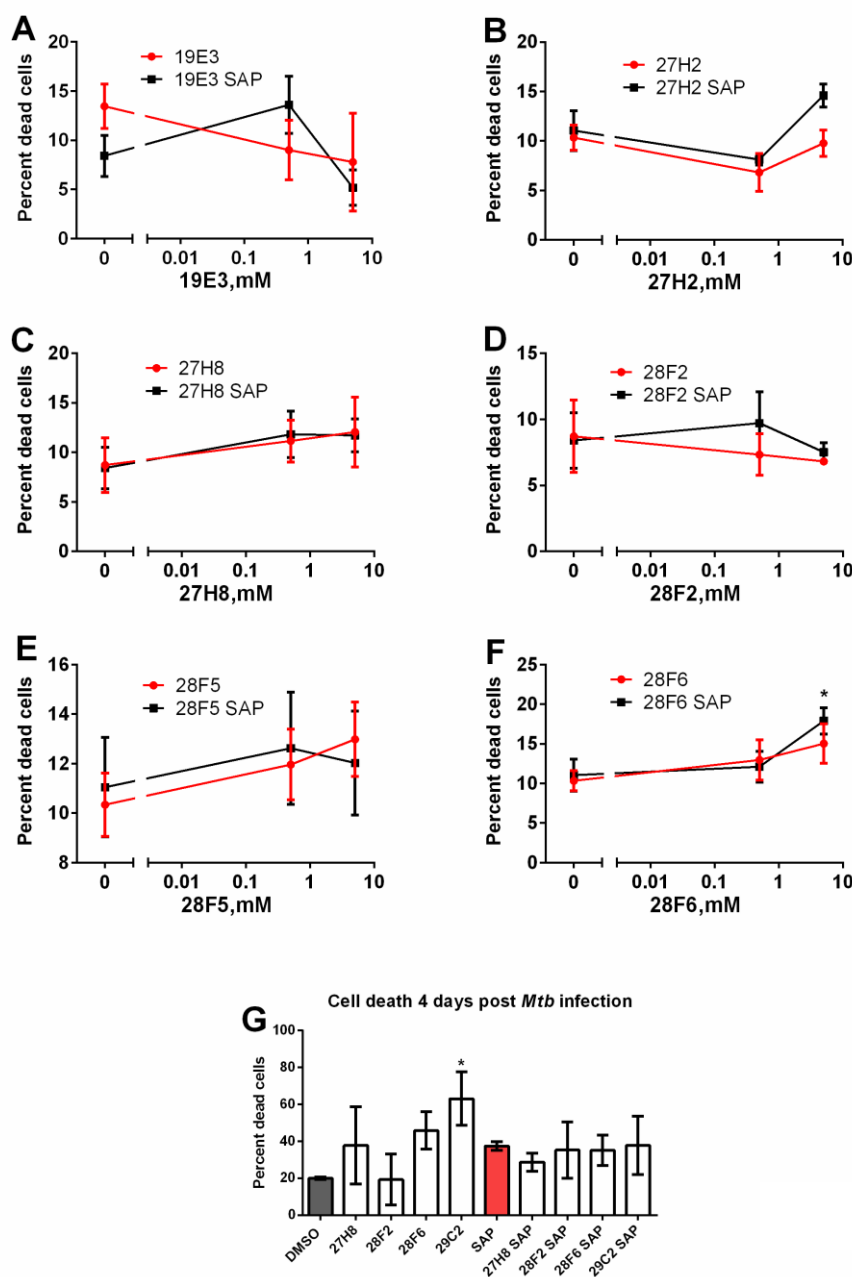 A
Percent dead cells
20
15
10
5
0
19E3
19E3 SAP
0 0.01 0.1 1 10
19E3,mM
B
Percent dead cells
20
15
10
5
0
27H2
27H2 SAP
0 0.01 0.1 1 10
27H2,mM
C
Percent dead cells
20
15
10
5
0
27H8
27H8 SAP
0 0.01 0.1 1 10
27H8,mM
D
Percent dead cells
15
10
5
0
28F2
28F2 SAP
0 0.01 0.1 1 10
28F2,mM
E
Percent dead cells
16
14
12
10
8
28F5
28F5 SAP
0 0.01 0.1 1 10
28F5,mM
F
Percent dead cells
25
20
15
10
5
0
28F6
28F6 SAP
*
0 0.01 0.1 1 10
28F6,mM
Cell death 4 days post Mtb infection
G
Percent dead cells
100
80
60
40
20
0
*
DMSO
27H8
28F2
28F6
29C2
SAP
27H8 SAP
28F2 SAP
28F6 SAP
29C2 SAP